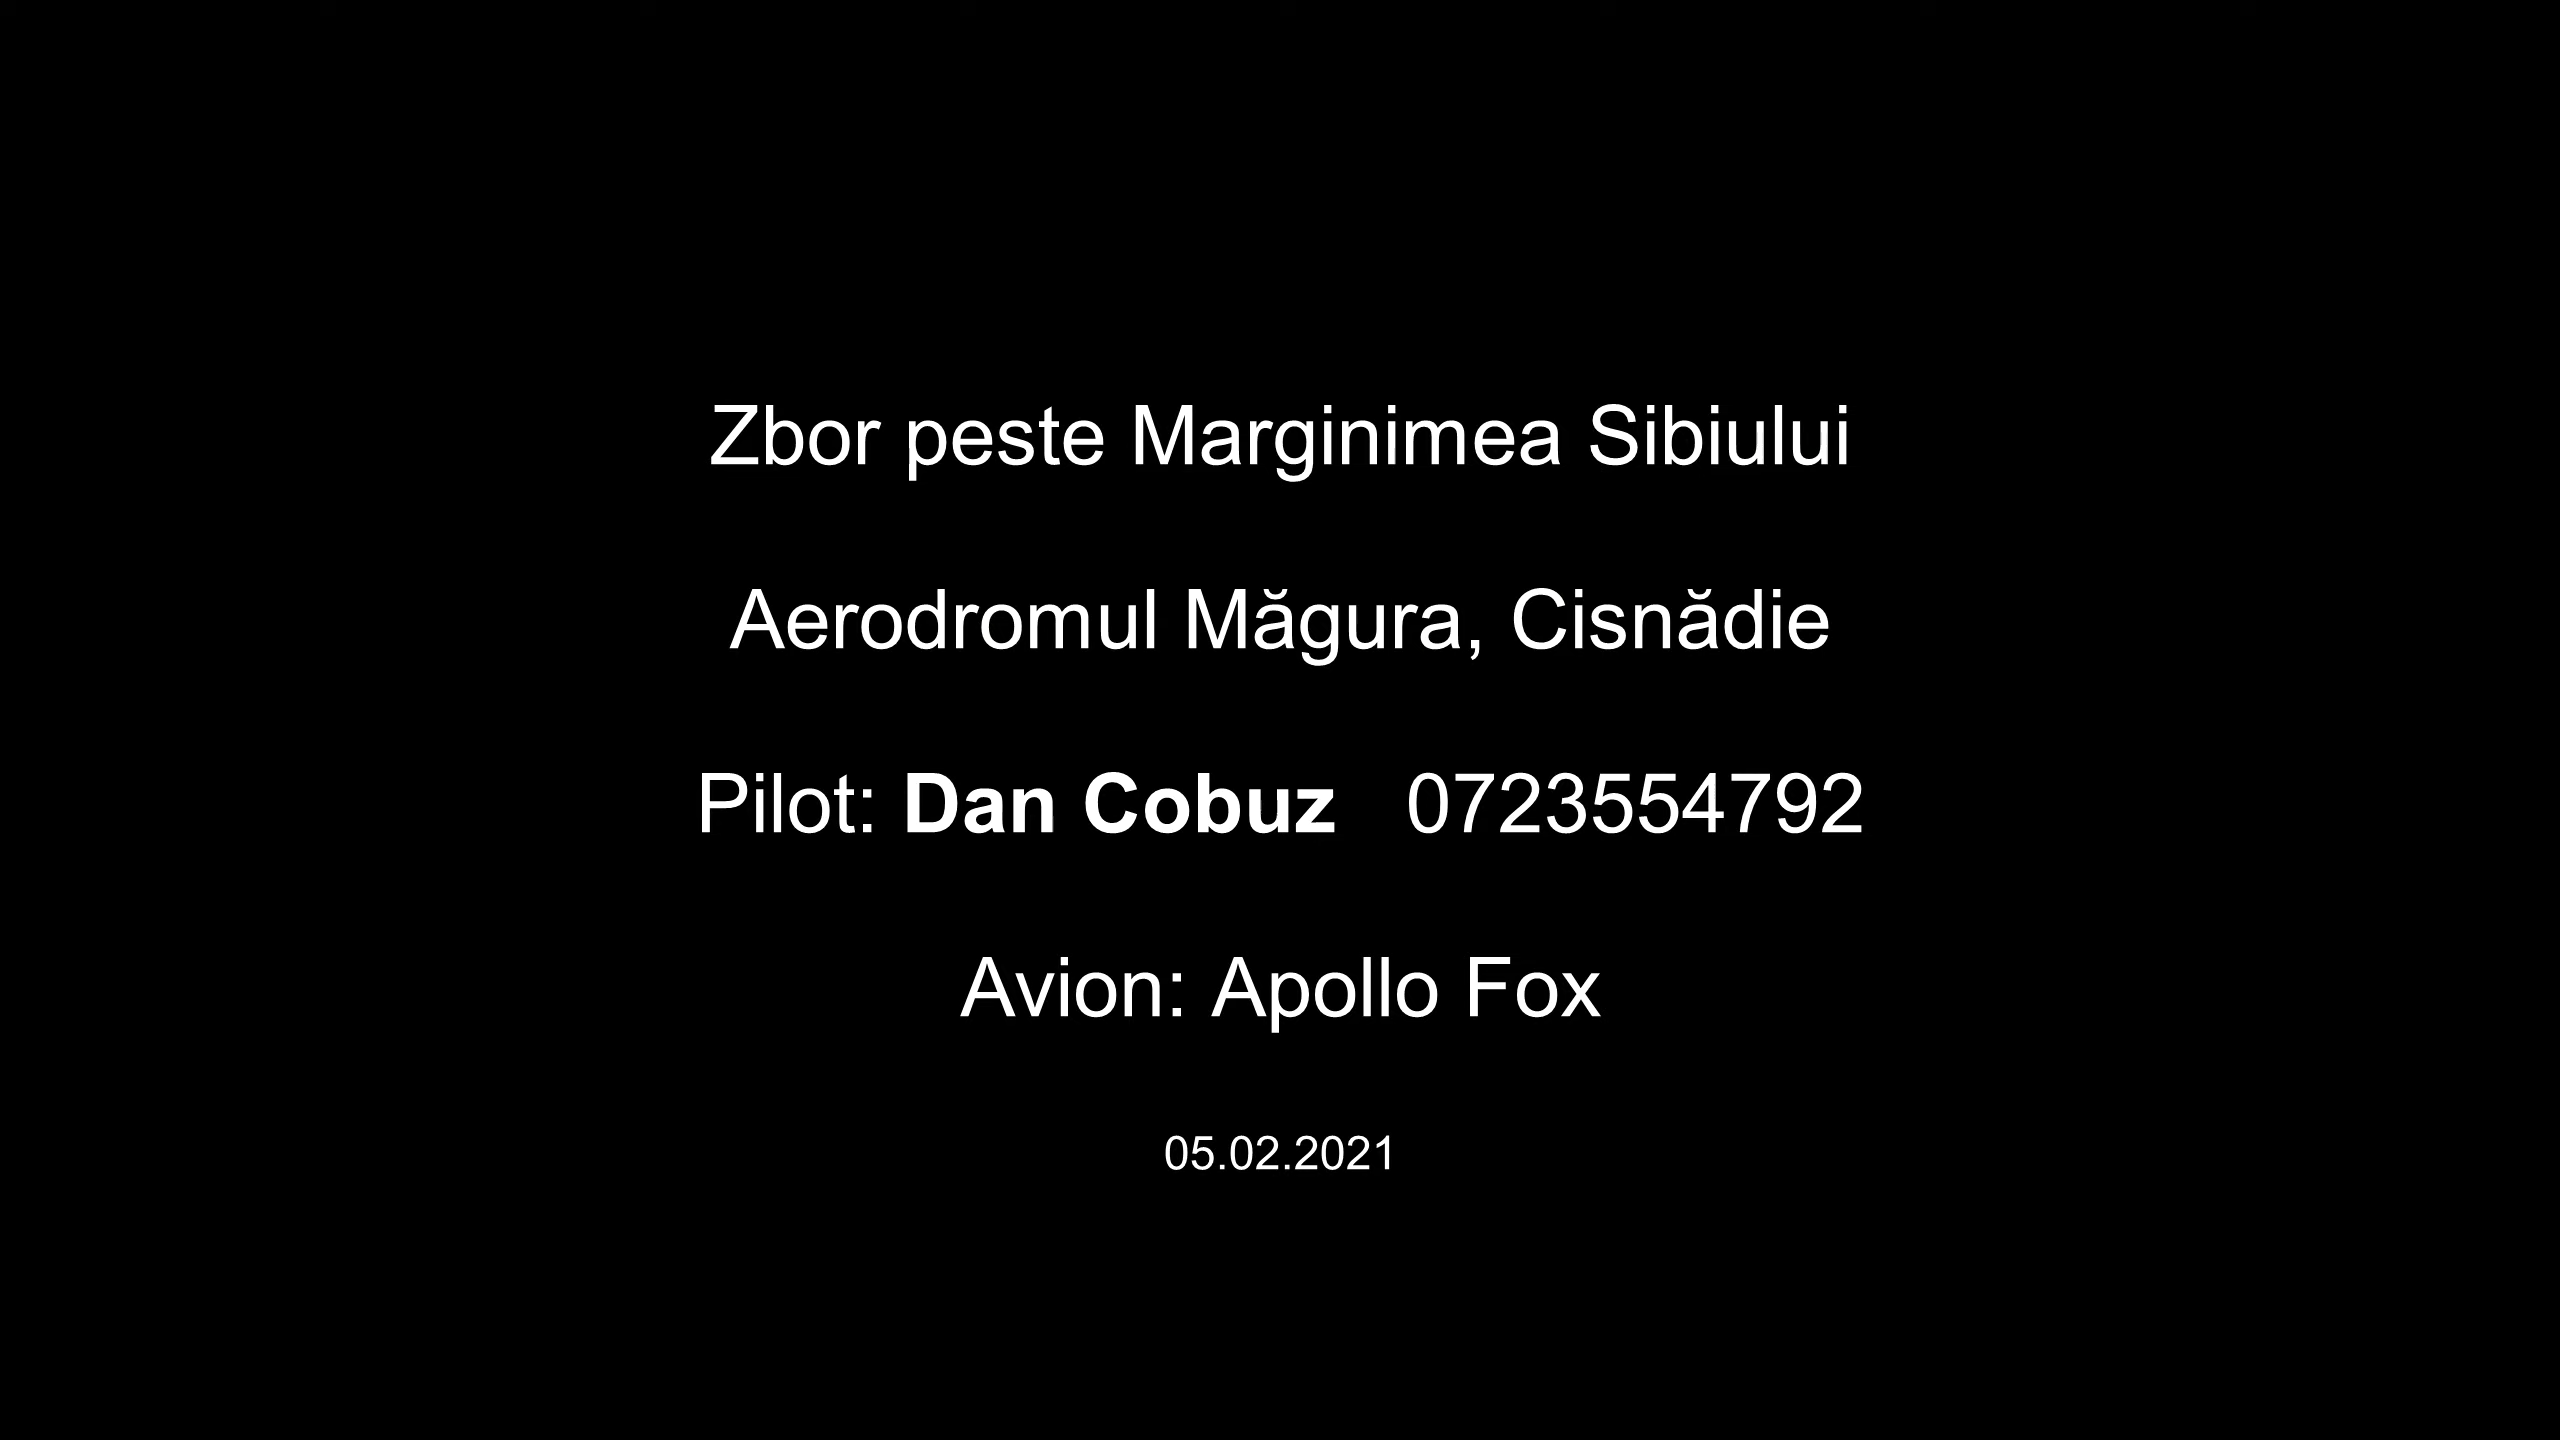 Zbor peste Marginimea Sibiului
Aerodromul Măgura, Cisnădie
Pilot: Dan Cobuz 0723554792
Avion: Apollo Fox
05.02.2021